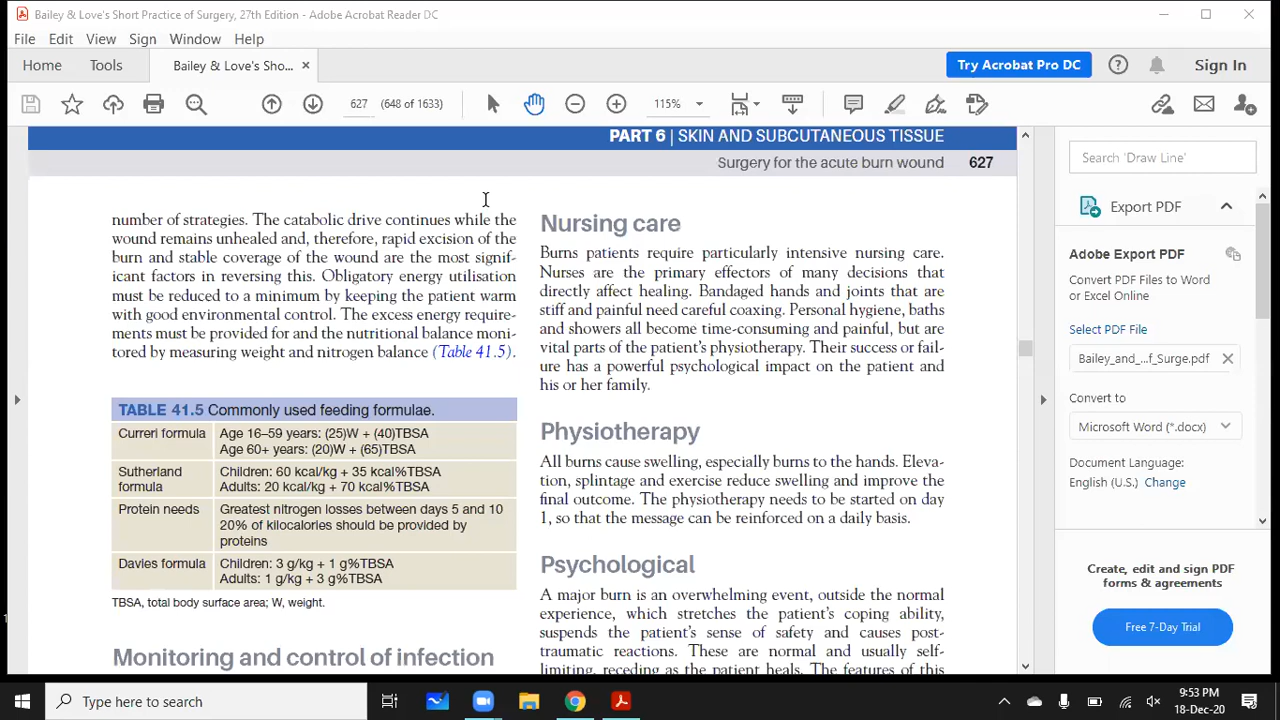 Bailey & Love's Short Practice of Surgery, 27th Edition - Adobe Acrobat Reader DC
File Edit View Sign Window Help
Home Tools Bailey & Love's Sho... × Try Acrobat Pro DC Sign In
627 (648 of 1633) 115%
PART 6 | SKIN AND SUBCUTANEOUS TISSUE
Surgery for the acute burn wound 627
number of strategies. The catabolic drive continues while the
wound remains unhealed and, therefore, rapid excision of the
burn and stable coverage of the wound are the most signif-
icant factors in reversing this. Obligatory energy utilisation
must be reduced to a minimum by keeping the patient warm
with good environmental control. The excess energy require-
ments must be provided for and the nutritional balance moni-
tored by measuring weight and nitrogen balance (Table 41.5).
TABLE 41.5 Commonly used feeding formulae.
Curreri formula Age 16–59 years: (25)W + (40)TBSA
Age 60+ years: (20)W + (65)TBSA
Sutherland Children: 60 kcal/kg + 35 kcal%TBSA
formula Adults: 20 kcal/kg + 70 kcal%TBSA
Protein needs Greatest nitrogen losses between days 5 and 10
20% of kilocalories should be provided by
proteins
Davies formula Children: 3 g/kg + 1 g%TBSA
Adults: 1 g/kg + 3 g%TBSA
TBSA, total body surface area; W, weight.
Monitoring and control of infection
Nursing care
Burns patients require particularly intensive nursing care.
Nurses are the primary effectors of many decisions that
directly affect healing. Bandaged hands and joints that are
stiff and painful need careful coaxing. Personal hygiene, baths
and showers all become time-consuming and painful, but are
vital parts of the patient's physiotherapy. Their success or fail-
ure has a powerful psychological impact on the patient and
his or her family.
Physiotherapy
All burns cause swelling, especially burns to the hands. Eleva-
tion, splintage and exercise reduce swelling and improve the
final outcome. The physiotherapy needs to be started on day
1, so that the message can be reinforced on a daily basis.
Psychological
A major burn is an overwhelming event, outside the normal
experience, which stretches the patient's coping ability,
suspends the patient's sense of safety and causes post-
traumatic reactions. These are normal and usually self-
limiting, receding as the patient heals. The features of this
Search 'Draw Line'
Export PDF
Adobe Export PDF
Convert PDF Files to Word
or Excel Online
Select PDF File
Bailey_and_...f_Surge.pdf
Convert to
Microsoft Word (*.docx)
Document Language:
English (U.S.) Change
Create, edit and sign PDF
forms & agreements
Free 7-Day Trial
Type here to search
9:53 PM
18-Dec-20